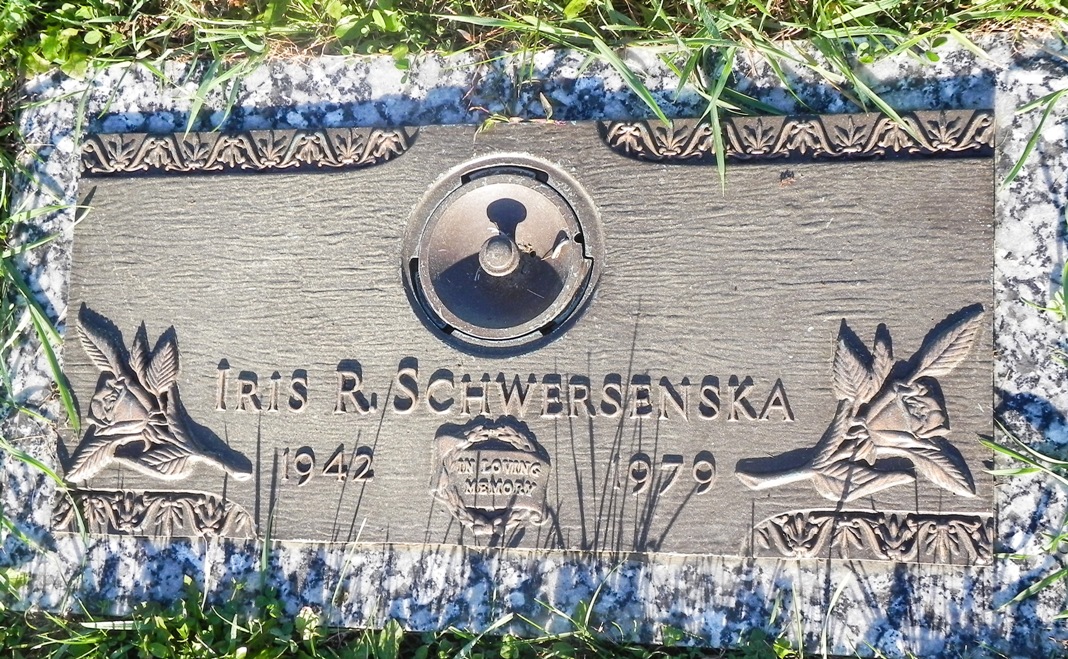 IRIS R. SCHWERSENSKA
1942
IN LOVING
MEMORY
1979